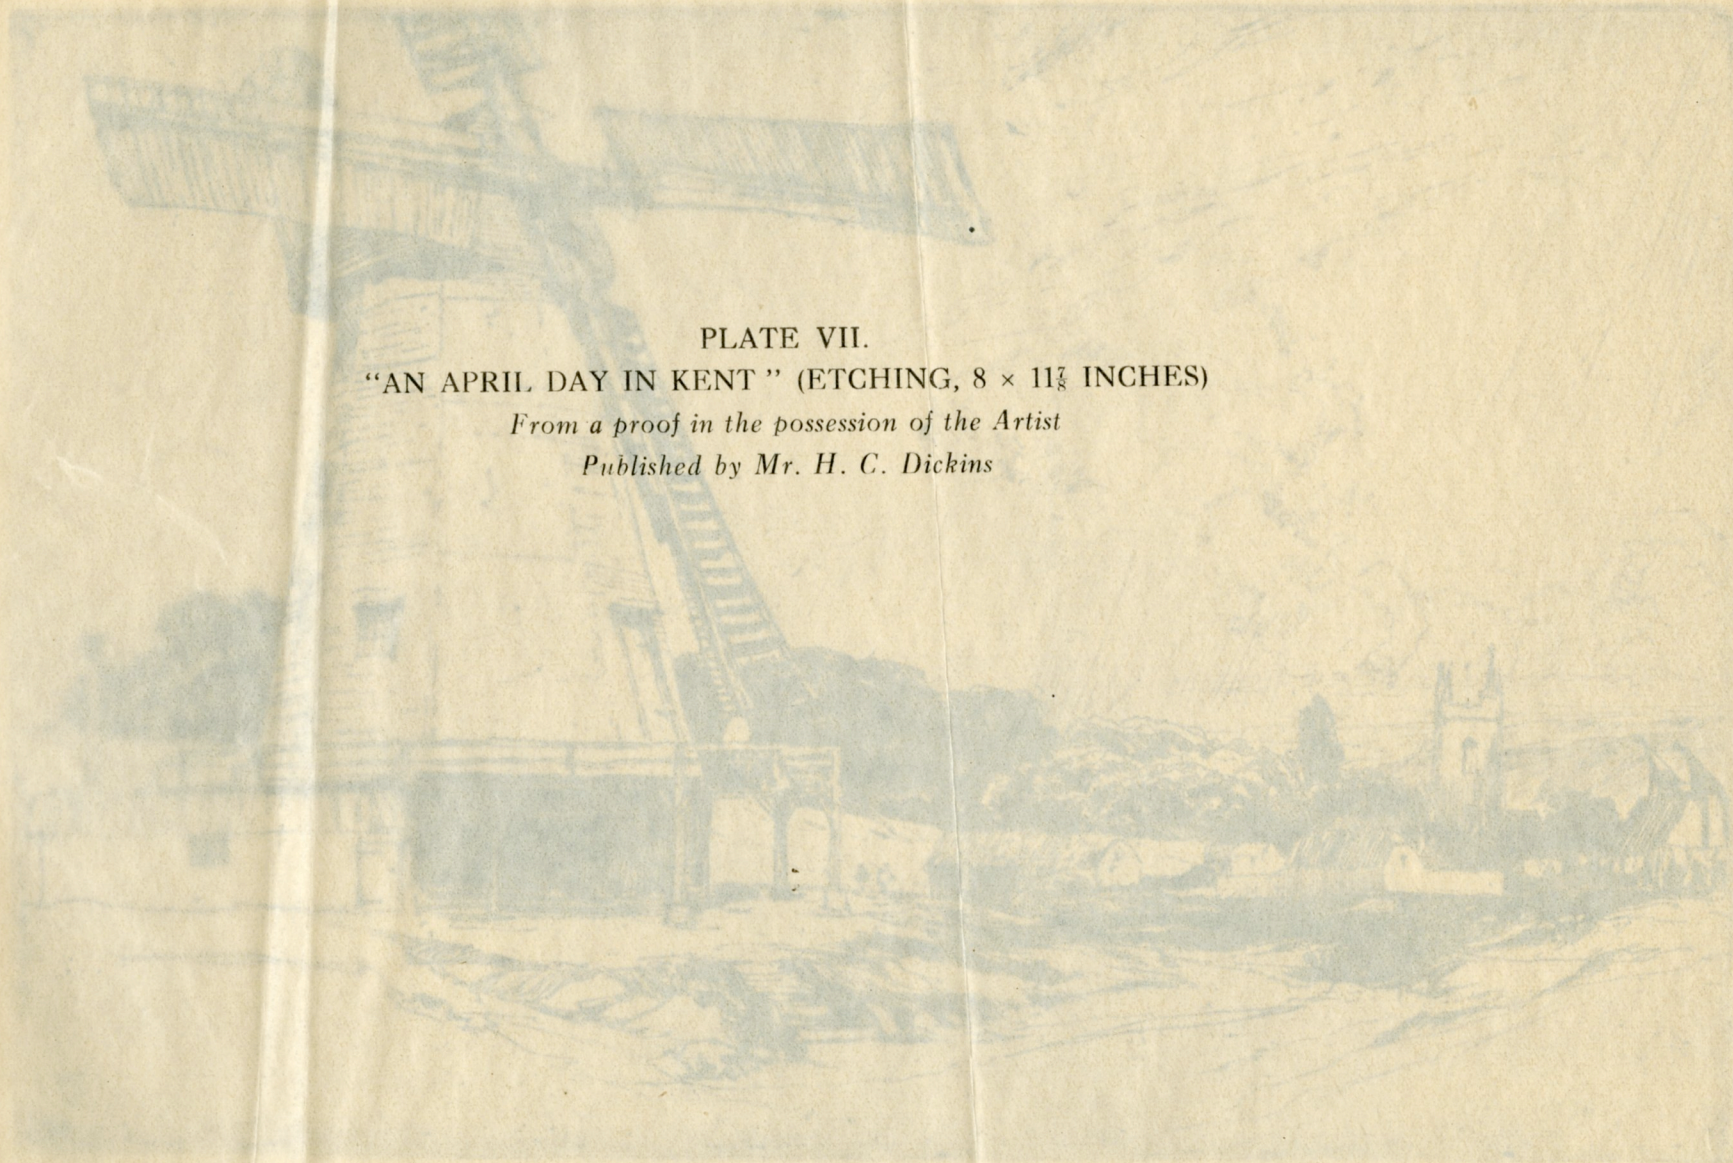 PLATE VII.
“AN APRIL DAY IN KENT” (ETCHING, 8 × 11⅞ INCHES)
From a proof in the possession of the Artist
Published by Mr. H. C. Dickins